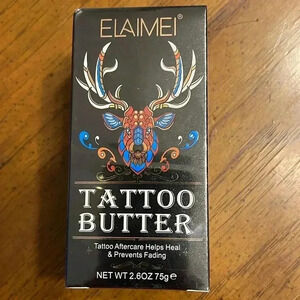 ELAIMEI
TATTOO
BUTTER
Tattoo Aftercare Helps Heal
& Prevents Fading
NET WT 2.6OZ 75g℮